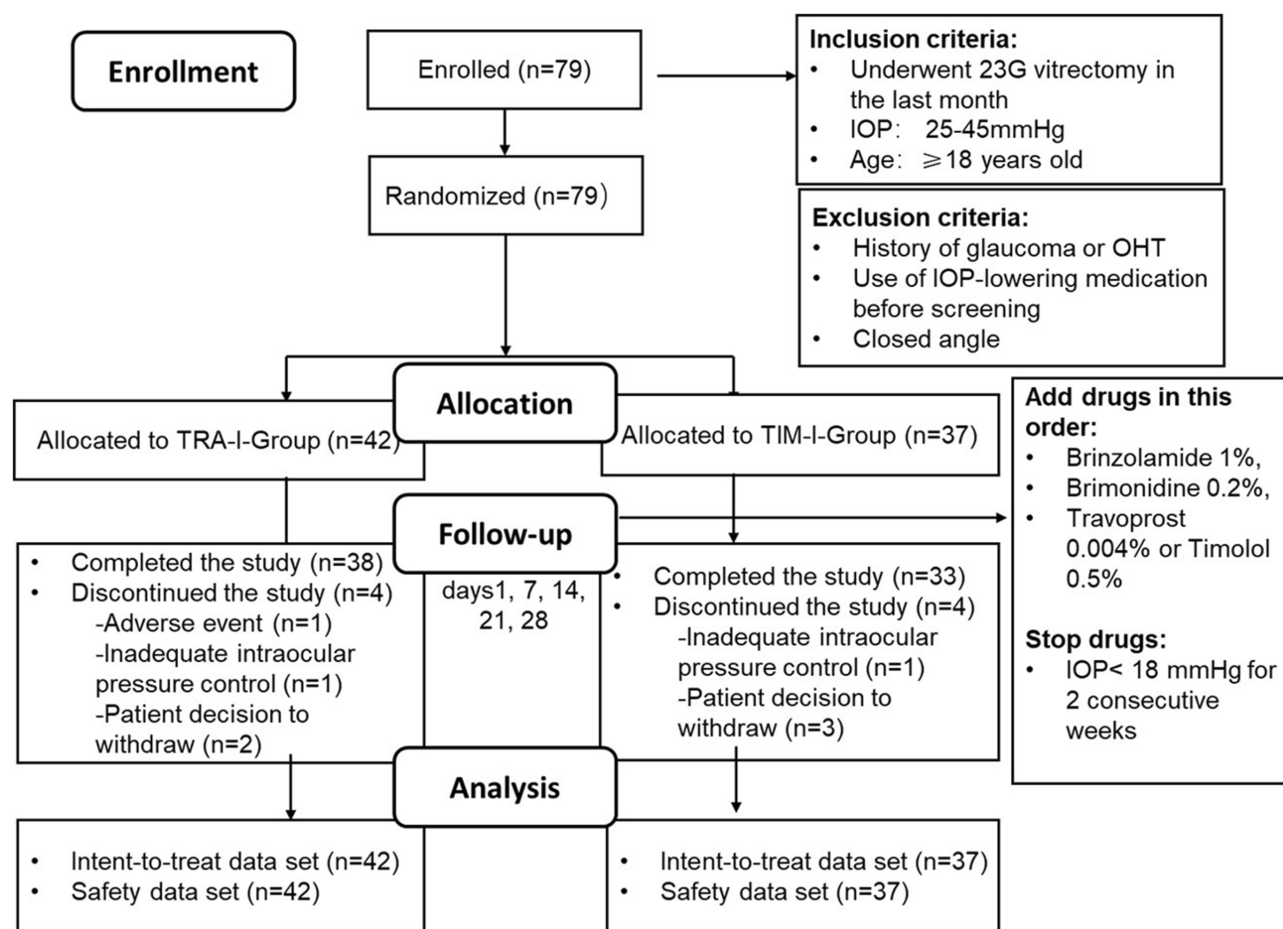 Enrollment
Enrolled (n=79)
Inclusion criteria:
• Underwent 23G vitrectomy in
the last month
• IOP： 25-45mmHg
• Age： ≥18 years old
Randomized (n=79）
Exclusion criteria:
• History of glaucoma or OHT
• Use of IOP-lowering medication
before screening
• Closed angle
Allocation
Allocated to TRA-I-Group (n=42)
Allocated to TIM-I-Group (n=37)
Add drugs in this
order:
• Brinzolamide 1%,
• Brimonidine 0.2%,
• Travoprost
0.004% or Timolol
0.5%
Stop drugs:
• IOP< 18 mmHg for
2 consecutive
weeks
Follow-up
days1, 7, 14,
21, 28
• Completed the study (n=38)
• Discontinued the study (n=4)
-Adverse event (n=1)
-Inadequate intraocular
pressure control (n=1)
-Patient decision to
withdraw (n=2)
• Completed the study (n=33)
• Discontinued the study (n=4)
-Inadequate intraocular
pressure control (n=1)
-Patient decision to
withdraw (n=3)
Analysis
• Intent-to-treat data set (n=42)
• Safety data set (n=42)
• Intent-to-treat data set (n=37)
• Safety data set (n=37)